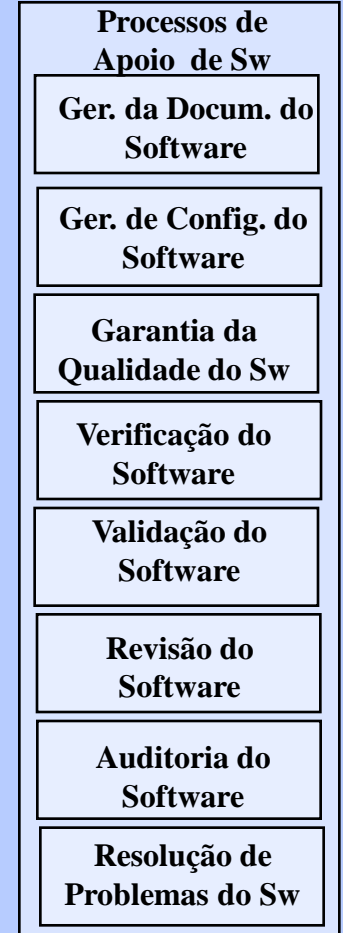 Processos de
Apoio de Sw
Ger. da Docum. do
Software
Ger. de Config. do
Software
Garantia da
Qualidade do Sw
Verificação do
Software
Validação do
Software
Revisão do
Software
Auditoria do
Software
Resolução de
Problemas do Sw